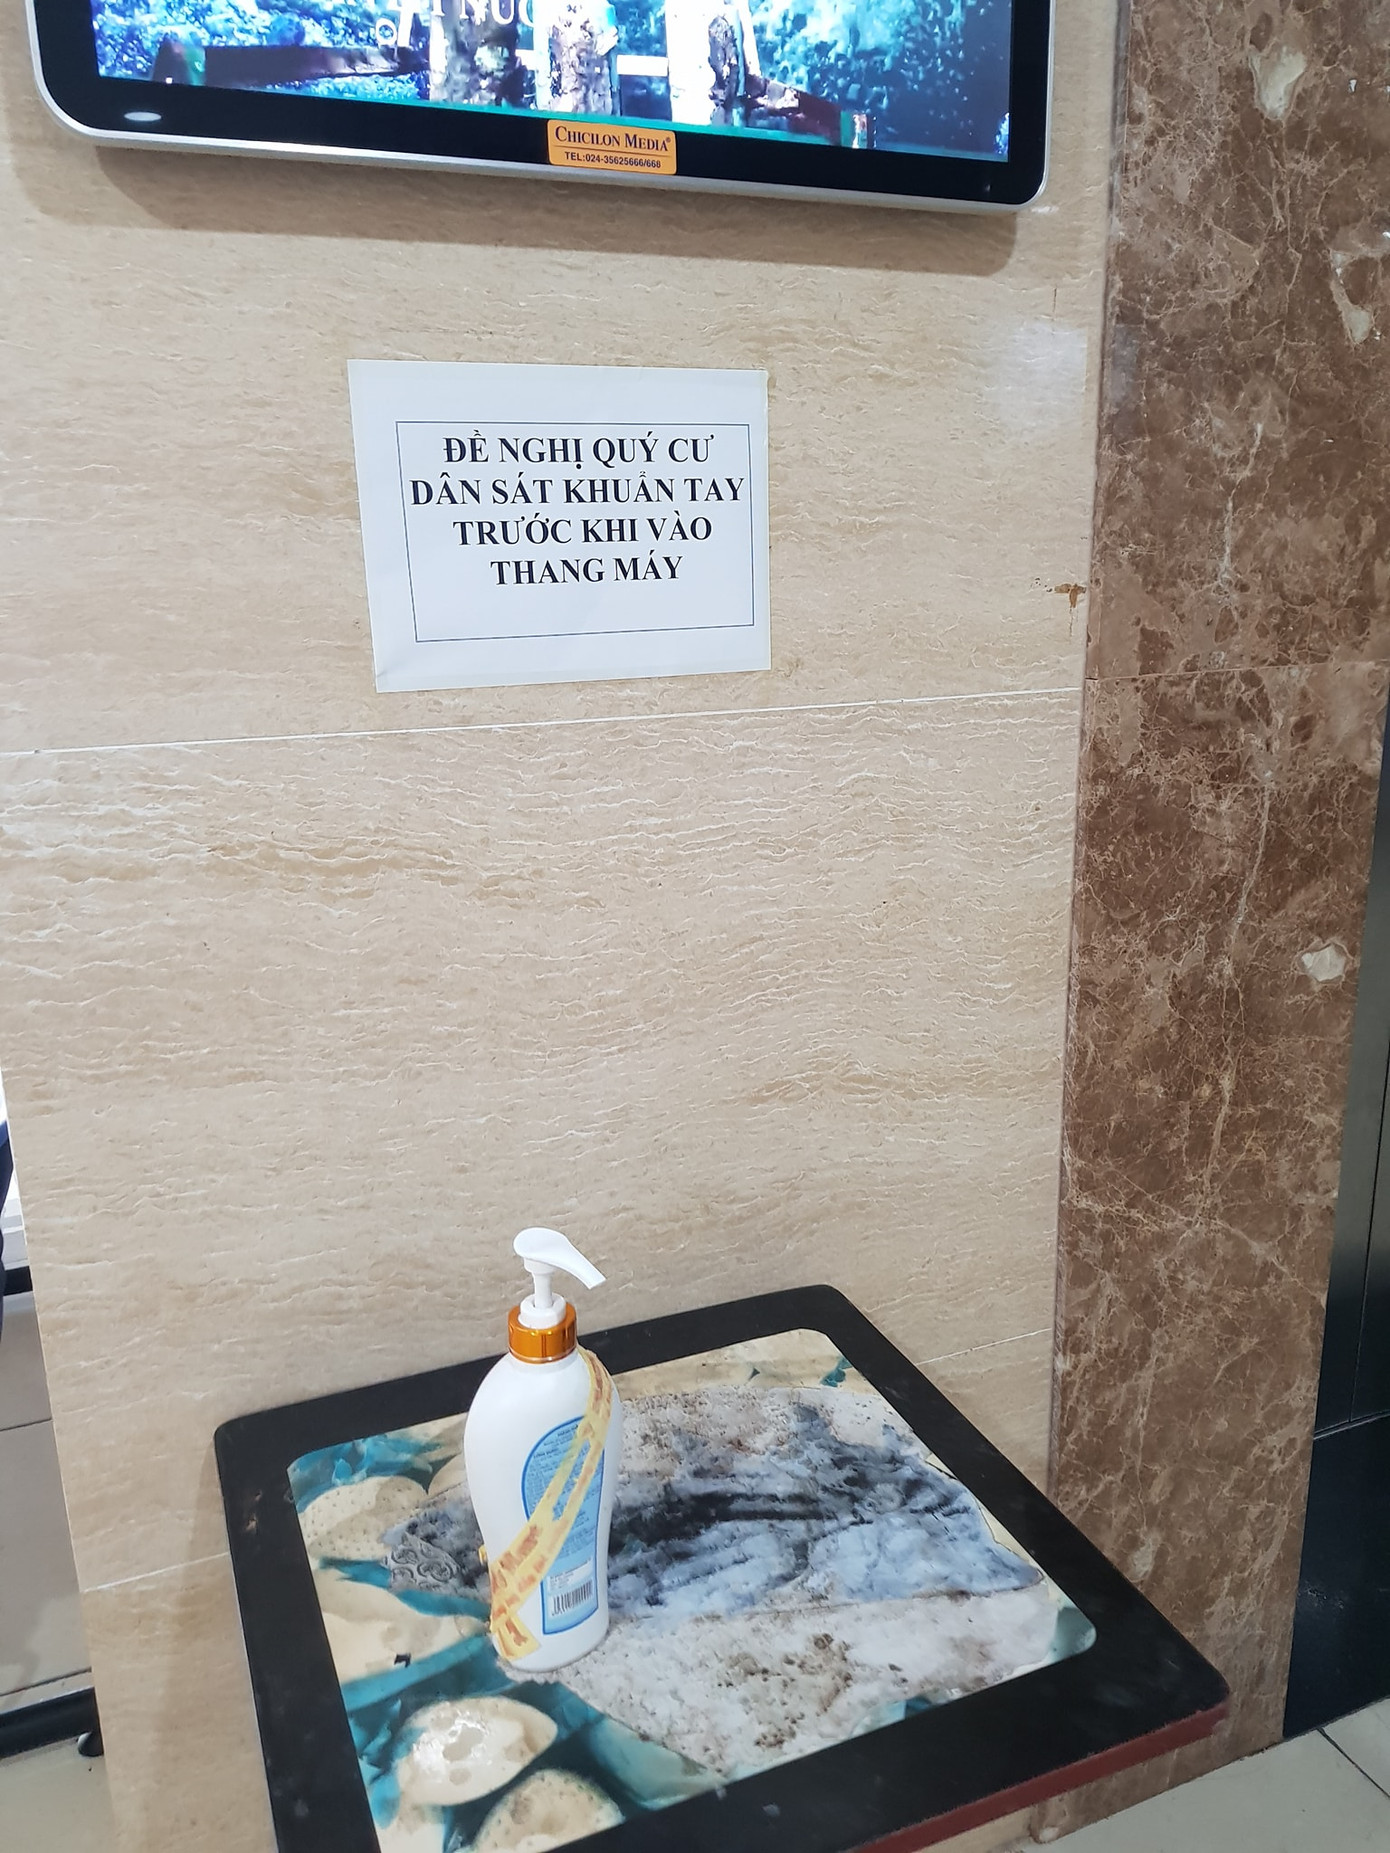 CHICILON MEDIA®
TEL:024-35625666/668
ĐỀ NGHỊ QUÝ CƯ
DÂN SÁT KHUẨN TAY
TRƯỚC KHI VÀO
THANG MÁY